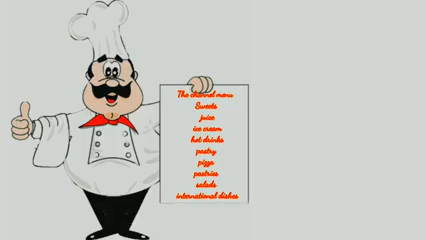 The channel menu
Sweets
juice
ice cream
hot drinks
pastry
pizza
pastries
salads
international dishes